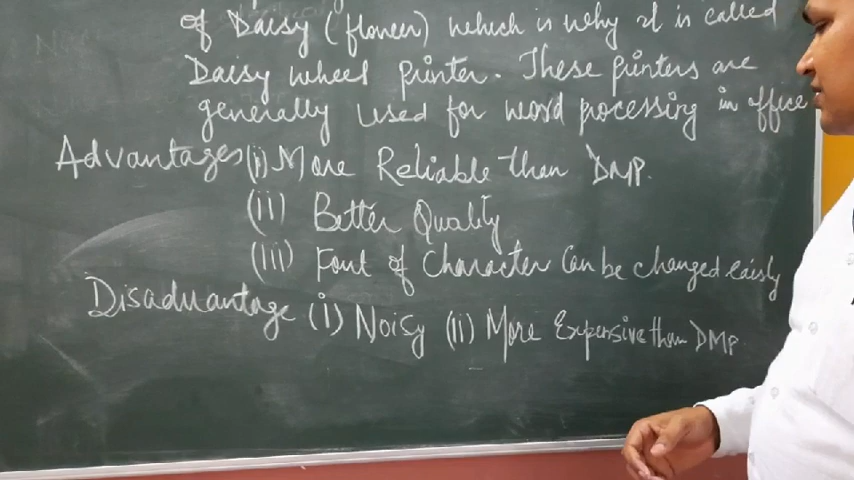 of Daisy (flower) which is why it is called
Daisy wheel printer. These printers are
generally used for word processing in office
Advantages (i) More Reliable than DMP.
(ii) Better Quality
(iii) Font of Character Can be changed eaisly
Disadvantage (i) Noisy (ii) More Expensive than DMP.